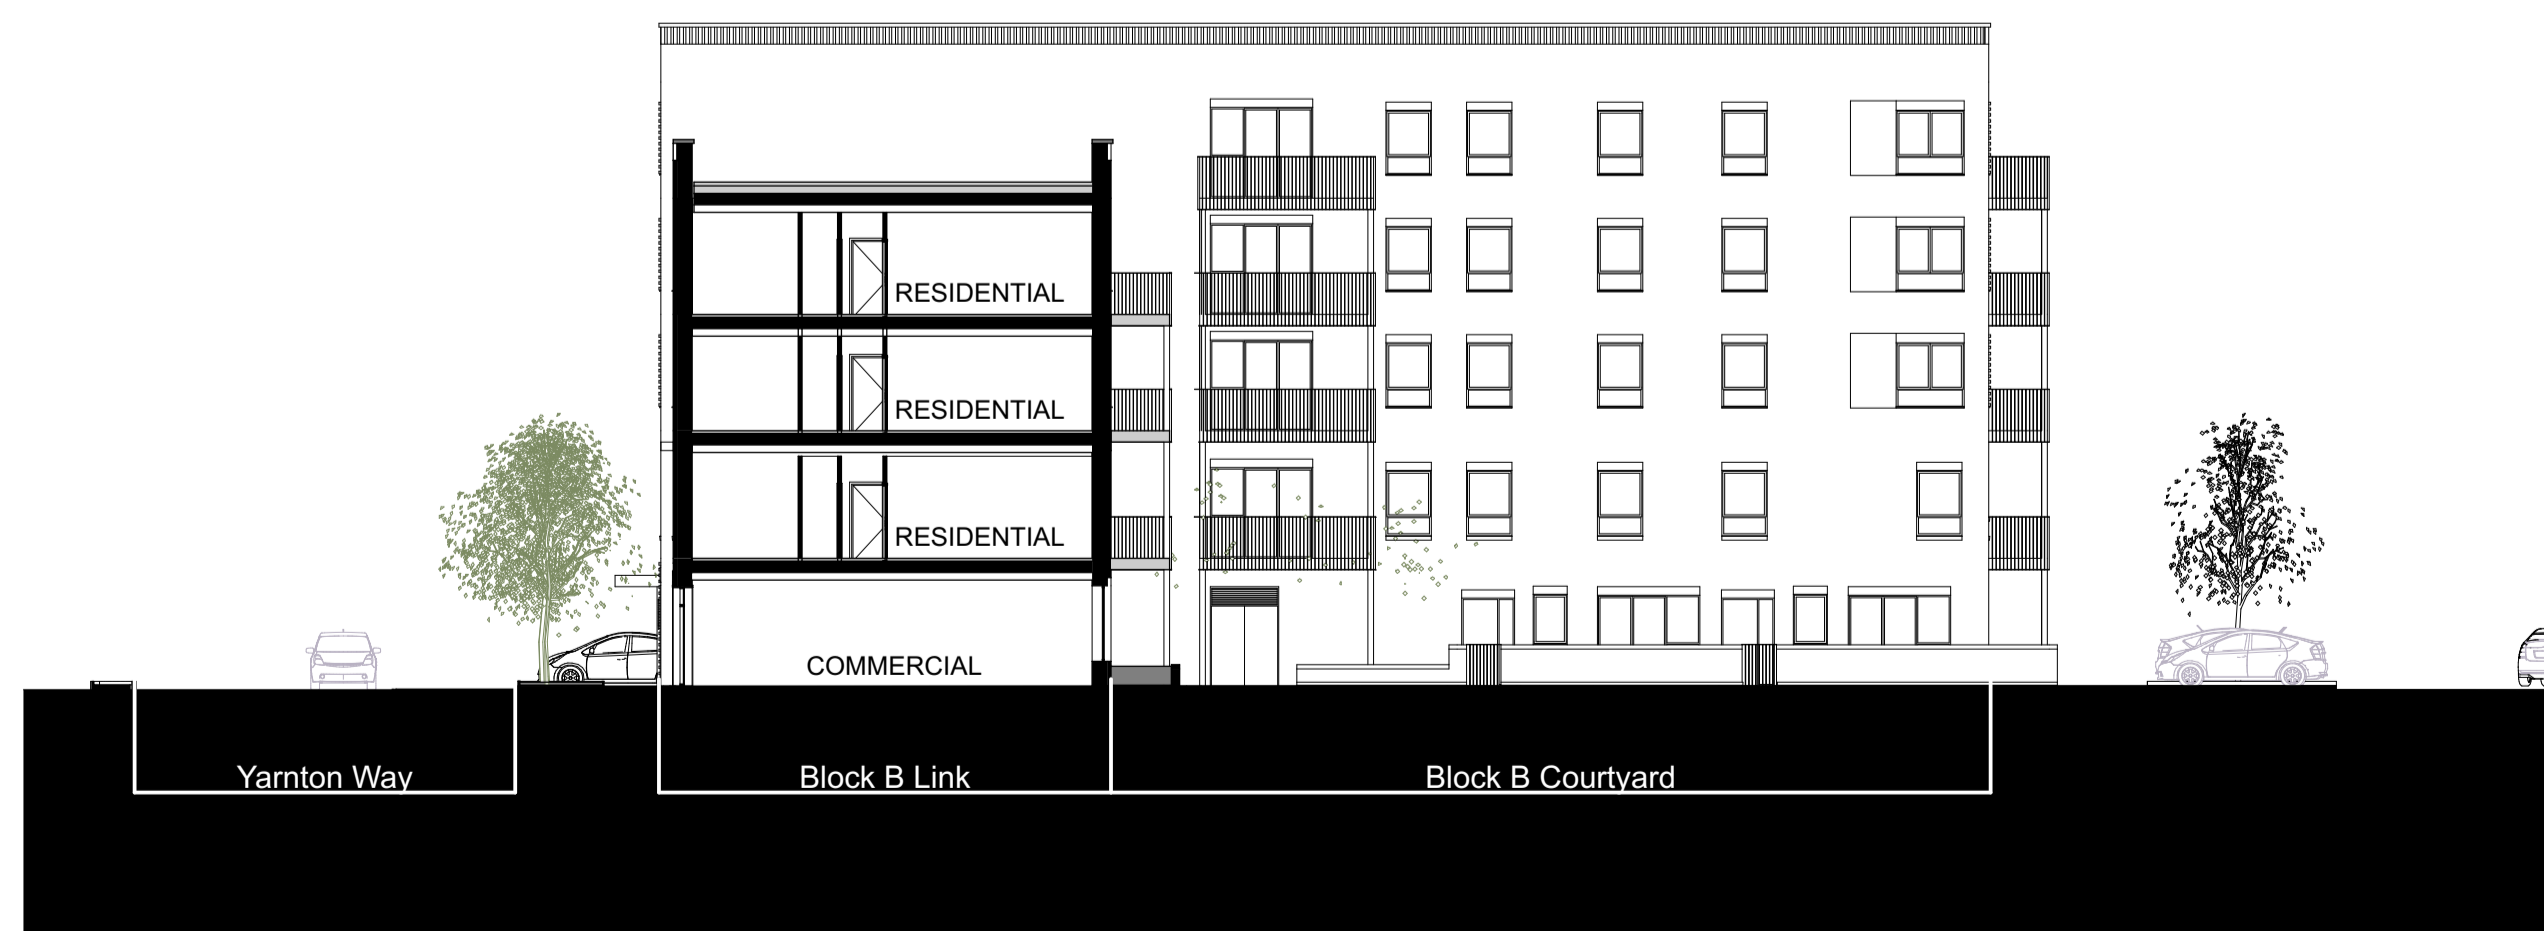 RESIDENTIAL
RESIDENTIAL
RESIDENTIAL
COMMERCIAL
Yarnton Way
Block B Link
Block B Courtyard